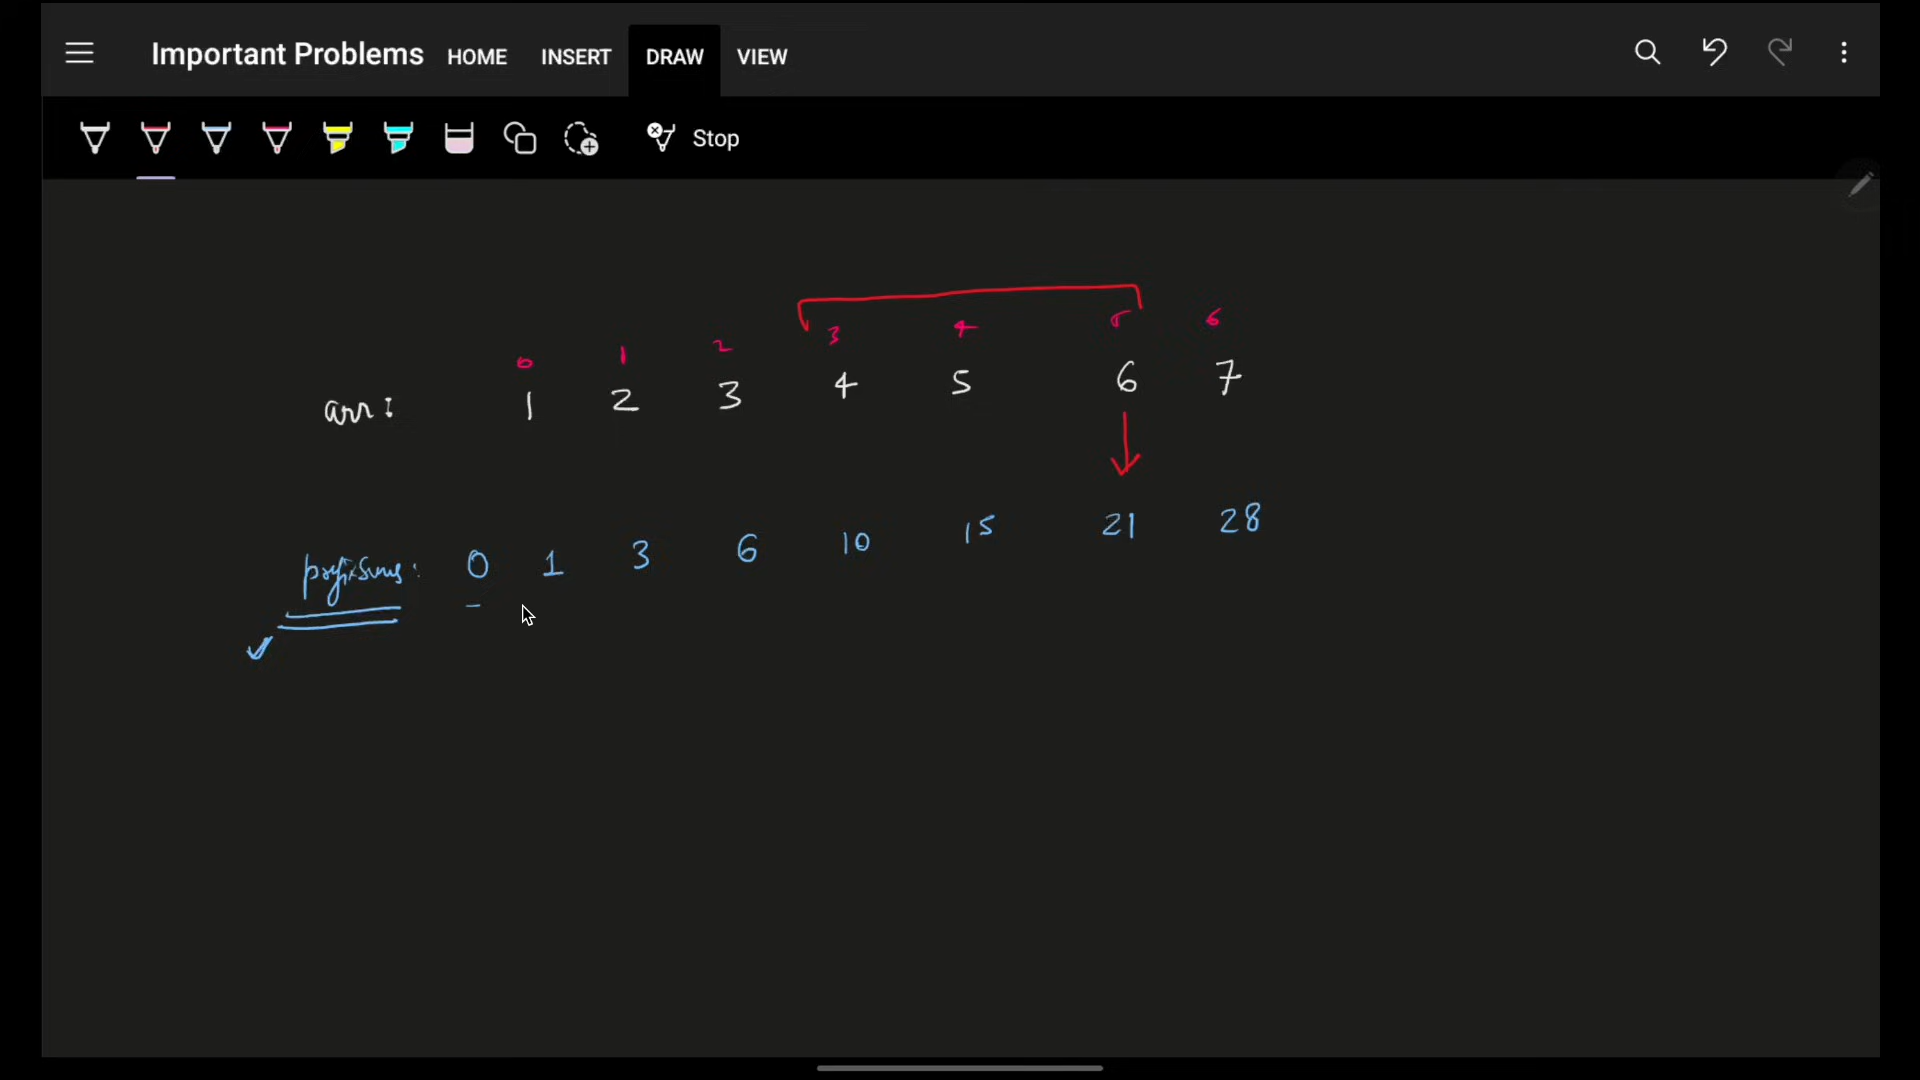 Important Problems HOME INSERT DRAW VIEW
Stop
0 1 2 3 4 5 6
arr: 1 2 3 4 5 6 7
prefixsums: 0 1 3 6 10 15 21 28